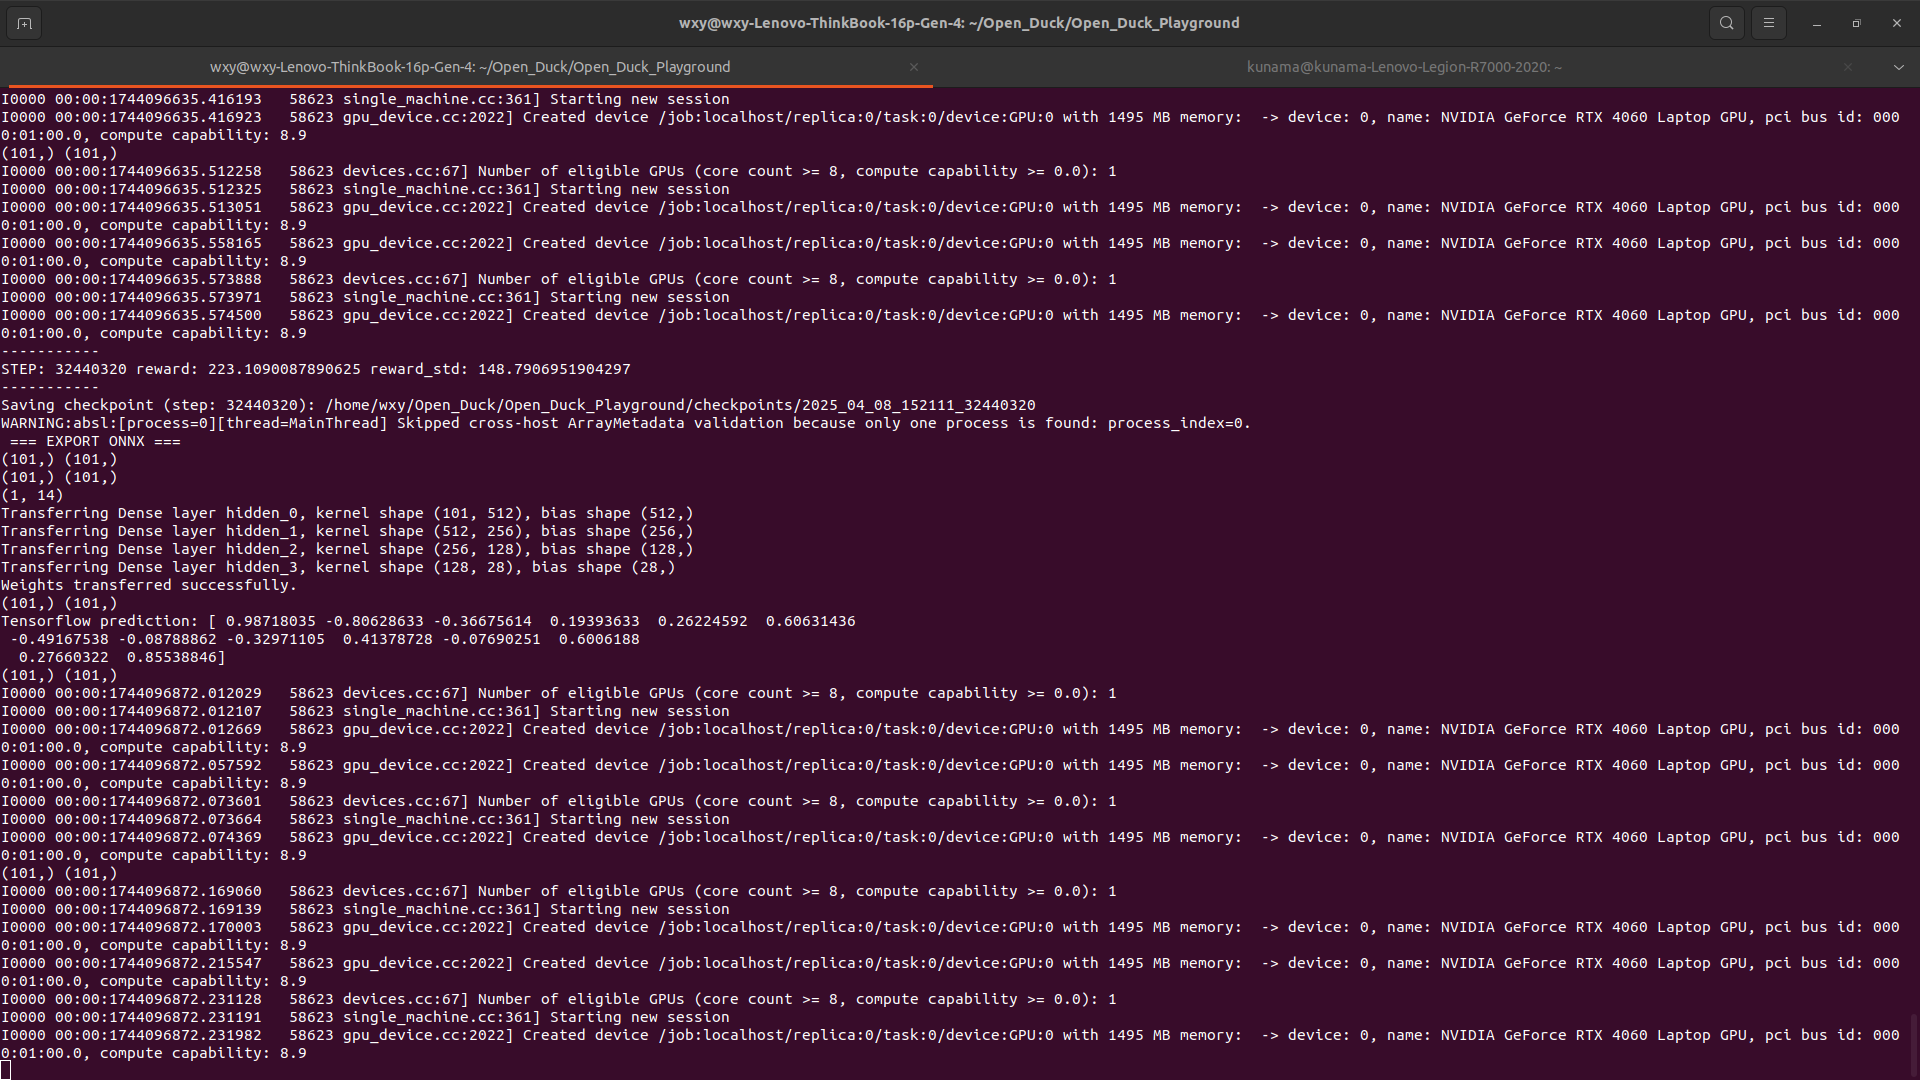 wxy@wxy-Lenovo-ThinkBook-16p-Gen-4: ~/Open_Duck/Open_Duck_Playground
wxy@wxy-Lenovo-ThinkBook-16p-Gen-4: ~/Open_Duck/Open_Duck_Playground
kunama@kunama-Lenovo-Legion-R7000-2020: ~
I0000 00:00:1744096635.416193   58623 single_machine.cc:361] Starting new session
I0000 00:00:1744096635.416923   58623 gpu_device.cc:2022] Created device /job:localhost/replica:0/task:0/device:GPU:0 with 1495 MB memory:  -> device: 0, name: NVIDIA GeForce RTX 4060 Laptop GPU, pci bus id: 000
0:01:00.0, compute capability: 8.9
(101,) (101,)
I0000 00:00:1744096635.512258   58623 devices.cc:67] Number of eligible GPUs (core count >= 8, compute capability >= 0.0): 1
I0000 00:00:1744096635.512325   58623 single_machine.cc:361] Starting new session
I0000 00:00:1744096635.513051   58623 gpu_device.cc:2022] Created device /job:localhost/replica:0/task:0/device:GPU:0 with 1495 MB memory:  -> device: 0, name: NVIDIA GeForce RTX 4060 Laptop GPU, pci bus id: 000
0:01:00.0, compute capability: 8.9
I0000 00:00:1744096635.558165   58623 gpu_device.cc:2022] Created device /job:localhost/replica:0/task:0/device:GPU:0 with 1495 MB memory:  -> device: 0, name: NVIDIA GeForce RTX 4060 Laptop GPU, pci bus id: 000
0:01:00.0, compute capability: 8.9
I0000 00:00:1744096635.573888   58623 devices.cc:67] Number of eligible GPUs (core count >= 8, compute capability >= 0.0): 1
I0000 00:00:1744096635.573971   58623 single_machine.cc:361] Starting new session
I0000 00:00:1744096635.574500   58623 gpu_device.cc:2022] Created device /job:localhost/replica:0/task:0/device:GPU:0 with 1495 MB memory:  -> device: 0, name: NVIDIA GeForce RTX 4060 Laptop GPU, pci bus id: 000
0:01:00.0, compute capability: 8.9
-----------
STEP: 32440320 reward: 223.1090087890625 reward_std: 148.7906951904297
-----------
Saving checkpoint (step: 32440320): /home/wxy/Open_Duck/Open_Duck_Playground/checkpoints/2025_04_08_152111_32440320
WARNING:absl:[process=0][thread=MainThread] Skipped cross-host ArrayMetadata validation because only one process is found: process_index=0.
 === EXPORT ONNX ===
(101,) (101,)
(101,) (101,)
(1, 14)
Transferring Dense layer hidden_0, kernel shape (101, 512), bias shape (512,)
Transferring Dense layer hidden_1, kernel shape (512, 256), bias shape (256,)
Transferring Dense layer hidden_2, kernel shape (256, 128), bias shape (128,)
Transferring Dense layer hidden_3, kernel shape (128, 28), bias shape (28,)
Weights transferred successfully.
(101,) (101,)
Tensorflow prediction: [ 0.98718035 -0.80628633 -0.36675614  0.19393633  0.26224592  0.60631436
 -0.49167538 -0.08788862 -0.32971105  0.41378728 -0.07690251  0.6006188
  0.27660322  0.85538846]
(101,) (101,)
I0000 00:00:1744096872.012029   58623 devices.cc:67] Number of eligible GPUs (core count >= 8, compute capability >= 0.0): 1
I0000 00:00:1744096872.012107   58623 single_machine.cc:361] Starting new session
I0000 00:00:1744096872.012669   58623 gpu_device.cc:2022] Created device /job:localhost/replica:0/task:0/device:GPU:0 with 1495 MB memory:  -> device: 0, name: NVIDIA GeForce RTX 4060 Laptop GPU, pci bus id: 000
0:01:00.0, compute capability: 8.9
I0000 00:00:1744096872.057592   58623 gpu_device.cc:2022] Created device /job:localhost/replica:0/task:0/device:GPU:0 with 1495 MB memory:  -> device: 0, name: NVIDIA GeForce RTX 4060 Laptop GPU, pci bus id: 000
0:01:00.0, compute capability: 8.9
I0000 00:00:1744096872.073601   58623 devices.cc:67] Number of eligible GPUs (core count >= 8, compute capability >= 0.0): 1
I0000 00:00:1744096872.073664   58623 single_machine.cc:361] Starting new session
I0000 00:00:1744096872.074369   58623 gpu_device.cc:2022] Created device /job:localhost/replica:0/task:0/device:GPU:0 with 1495 MB memory:  -> device: 0, name: NVIDIA GeForce RTX 4060 Laptop GPU, pci bus id: 000
0:01:00.0, compute capability: 8.9
(101,) (101,)
I0000 00:00:1744096872.169060   58623 devices.cc:67] Number of eligible GPUs (core count >= 8, compute capability >= 0.0): 1
I0000 00:00:1744096872.169139   58623 single_machine.cc:361] Starting new session
I0000 00:00:1744096872.170003   58623 gpu_device.cc:2022] Created device /job:localhost/replica:0/task:0/device:GPU:0 with 1495 MB memory:  -> device: 0, name: NVIDIA GeForce RTX 4060 Laptop GPU, pci bus id: 000
0:01:00.0, compute capability: 8.9
I0000 00:00:1744096872.215547   58623 gpu_device.cc:2022] Created device /job:localhost/replica:0/task:0/device:GPU:0 with 1495 MB memory:  -> device: 0, name: NVIDIA GeForce RTX 4060 Laptop GPU, pci bus id: 000
0:01:00.0, compute capability: 8.9
I0000 00:00:1744096872.231128   58623 devices.cc:67] Number of eligible GPUs (core count >= 8, compute capability >= 0.0): 1
I0000 00:00:1744096872.231191   58623 single_machine.cc:361] Starting new session
I0000 00:00:1744096872.231982   58623 gpu_device.cc:2022] Created device /job:localhost/replica:0/task:0/device:GPU:0 with 1495 MB memory:  -> device: 0, name: NVIDIA GeForce RTX 4060 Laptop GPU, pci bus id: 000
0:01:00.0, compute capability: 8.9